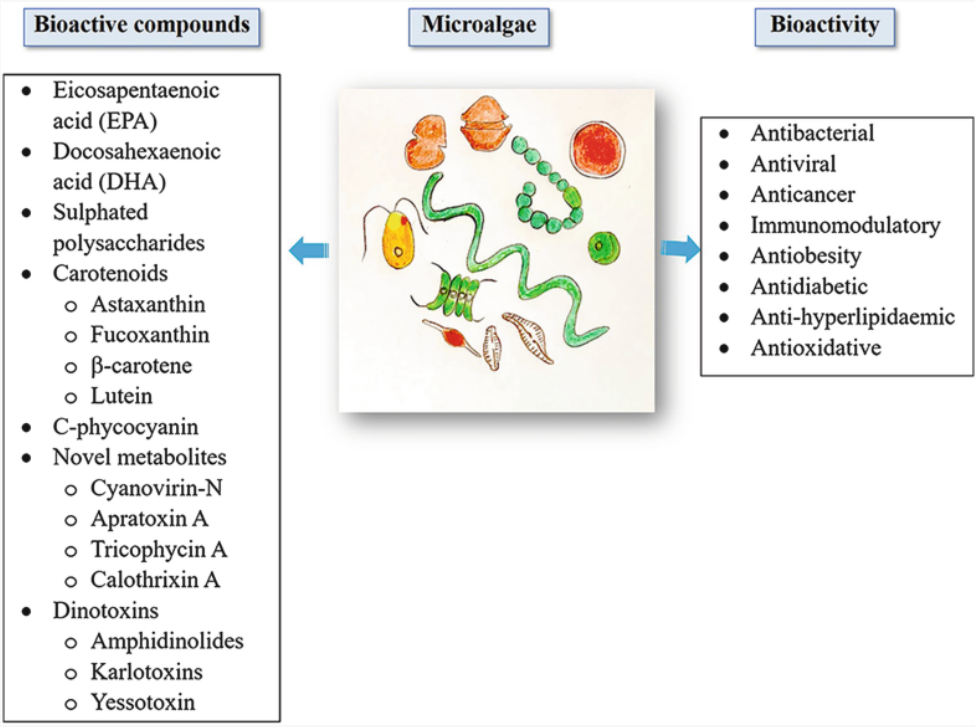 Bioactive compounds
Microalgae
Bioactivity
• Eicosapentaenoic
acid (EPA)
• Docosahexaenoic
acid (DHA)
• Sulphated
polysaccharides
• Carotenoids
o Astaxanthin
o Fucoxanthin
o β-carotene
o Lutein
• C-phycocyanin
• Novel metabolites
o Cyanovirin-N
o Apratoxin A
o Tricophycin A
o Calothrixin A
• Dinotoxins
o Amphidinolides
o Karlotoxins
o Yessotoxin
• Antibacterial
• Antiviral
• Anticancer
• Immunomodulatory
• Antiobesity
• Antidiabetic
• Anti-hyperlipidaemic
• Antioxidative